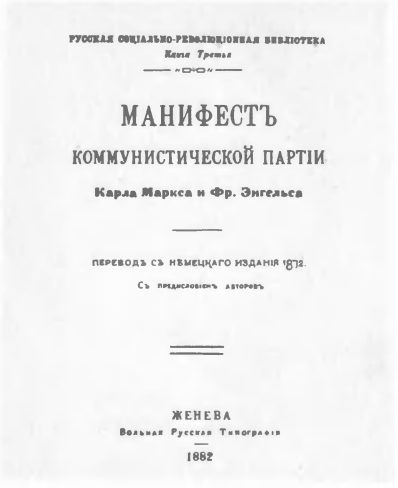 РУССКАЯ СОЦІАЛЬНО-РЕВОЛЮЦІОННАЯ БИБЛІОТЕКА
Книга Третья
МАНИФЕСТЪ
КОММУНИСТИЧЕСКОЙ ПАРТІИ
Карла Маркса и Фр. Энгельса
ПЕРЕВОДЪ СЪ НѢМЕЦКАГО ИЗДАНІЯ 1872.
Съ предисловіемъ авторовъ
ЖЕНЕВА
Вольная Русская Типографія
1882